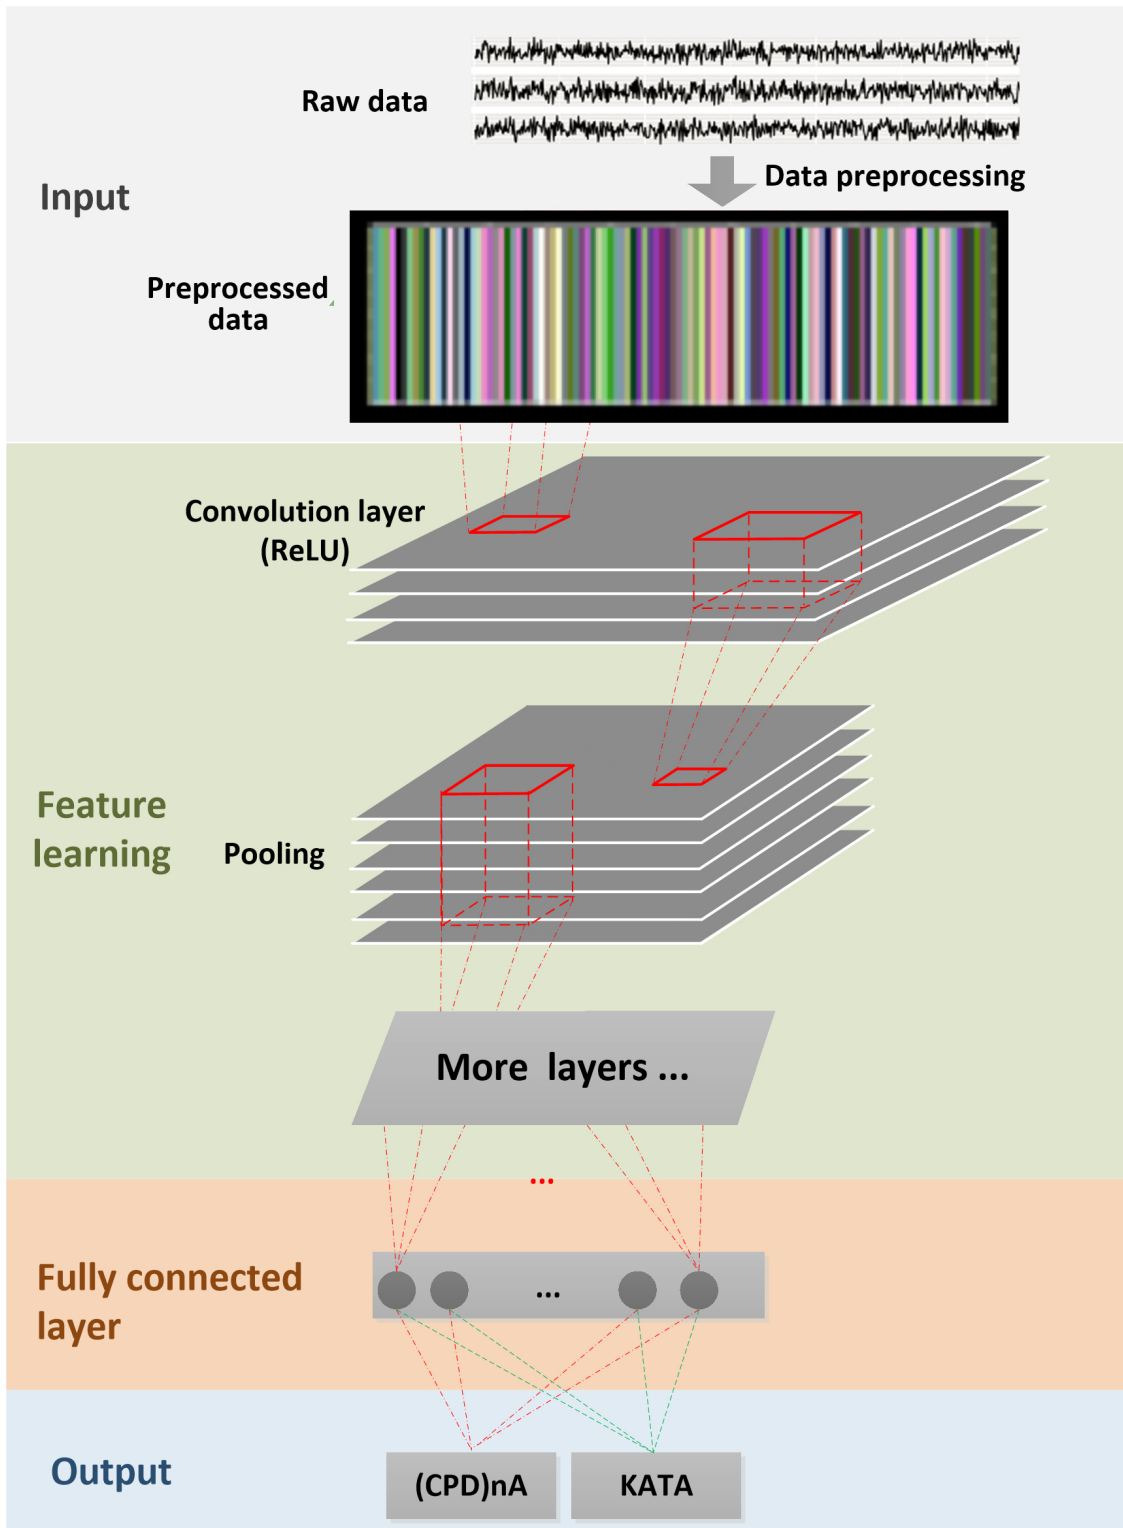 Raw data
Data preprocessing
Input
Preprocessed
data
Convolution layer
(ReLU)
Feature
learning
Pooling
More layers ...
...
Fully connected
layer
...
Output
(CPD)nA
KATA